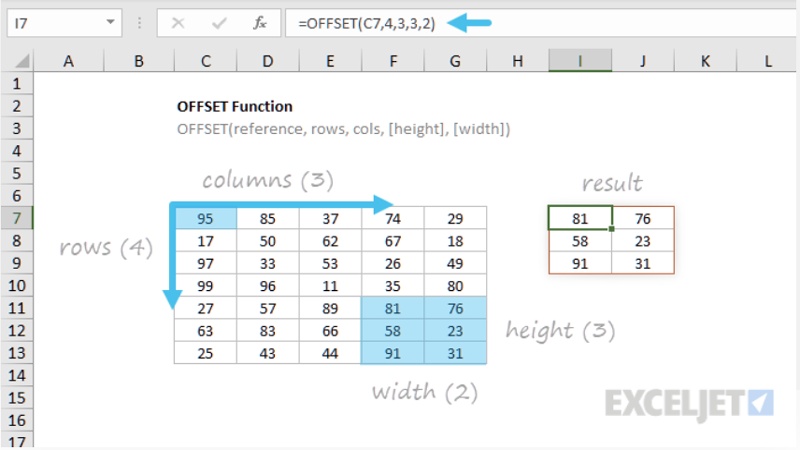 I7
fx
=OFFSET(C7,4,3,3,2)
A B C D E F G H I J K L
1
2 OFFSET Function
3 OFFSET(reference, rows, cols, [height], [width])
4
5 columns (3) result
6
7 95 85 37 74 29 81 76
8 rows (4) 17 50 62 67 18 58 23
9 97 33 53 26 49 91 31
10 99 96 11 35 80
11 27 57 89 81 76
12 63 83 66 58 23 height (3)
13 25 43 44 91 31
14 width (2)
15 EXCELJET
16
17